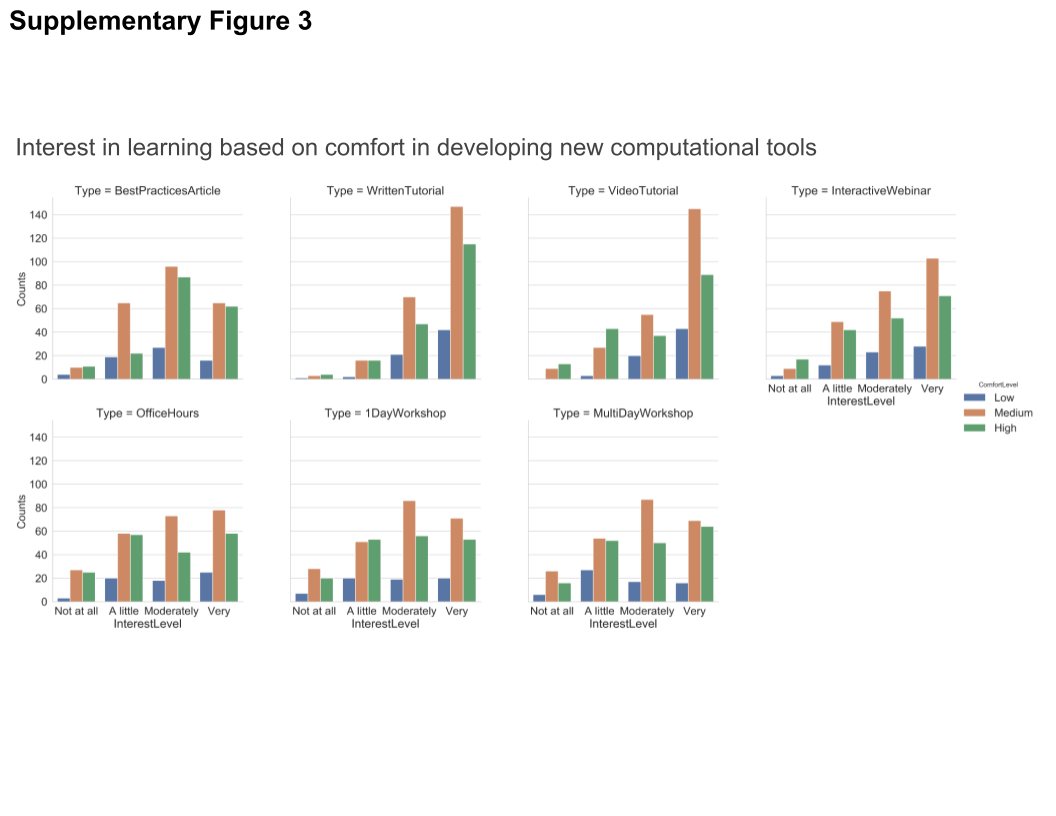 Supplementary Figure 3
Interest in learning based on comfort in developing new computational tools
Type = BestPracticesArticle
Type = WrittenTutorial
Type = VideoTutorial
Type = InteractiveWebinar
140
120
100
80
60
40
20
0
Counts
Not at all A little Moderately Very
InterestLevel
ComfortLevel
Low
Medium
High
Type = OfficeHours
Type = 1DayWorkshop
Type = MultiDayWorkshop
140
120
100
80
60
40
20
0
Counts
Not at all A little Moderately Very
InterestLevel
Not at all A little Moderately Very
InterestLevel
Not at all A little Moderately Very
InterestLevel